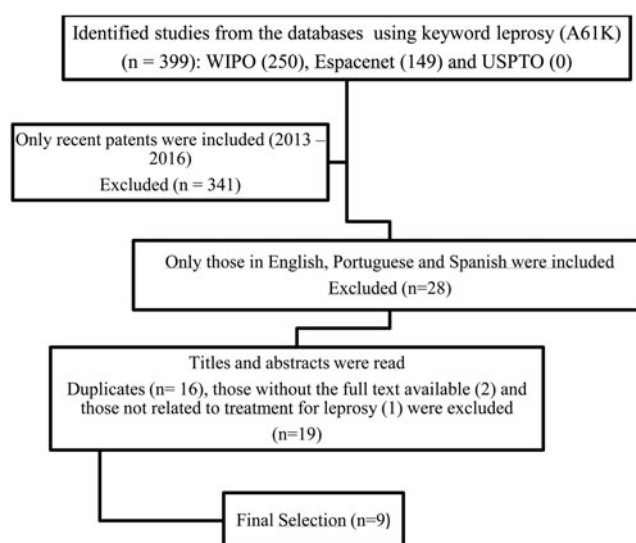 Identified studies from the databases using keyword leprosy (A61K)
(n = 399): WIPO (250), Espacenet (149) and USPTO (0)
Only recent patents were included (2013 –
2016)
Excluded (n = 341)
Only those in English, Portuguese and Spanish were included
Excluded (n=28)
Titles and abstracts were read
Duplicates (n= 16), those without the full text available (2) and
those not related to treatment for leprosy (1) were excluded
(n=19)
Final Selection (n=9)